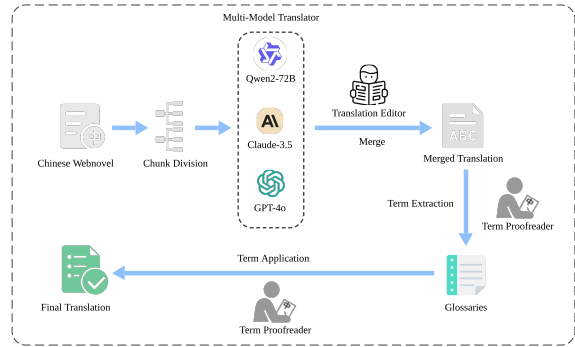 Multi-Model Translator
Qwen2-72B
Translation Editor
Claude-3.5
Merge
ABC
Chinese Webnovel
Chunk Division
Merged Translation
GPT-4o
Term Extraction
Term Proofreader
Term Application
Final Translation
Glossaries
Term Proofreader